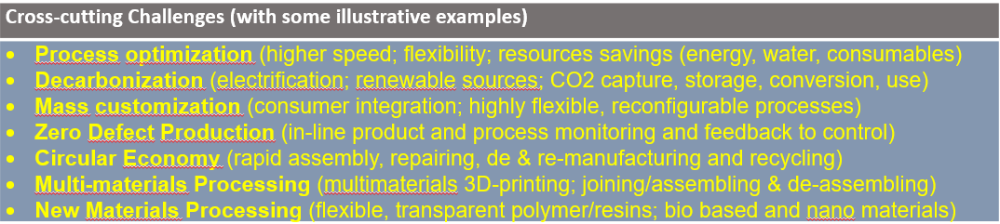 Cross-cutting Challenges (with some illustrative examples)
• Process optimization (higher speed; flexibility; resources savings (energy, water, consumables)
• Decarbonization (electrification; renewable sources; CO2 capture, storage, conversion, use)
• Mass customization (consumer integration; highly flexible, reconfigurable processes)
• Zero Defect Production (in-line product and process monitoring and feedback to control)
• Circular Economy (rapid assembly, repairing, de & re-manufacturing and recycling)
• Multi-materials Processing (multimaterials 3D-printing; joining/assembling & de-assembling)
• New Materials Processing (flexible, transparent polymer/resins; bio based and nano materials)